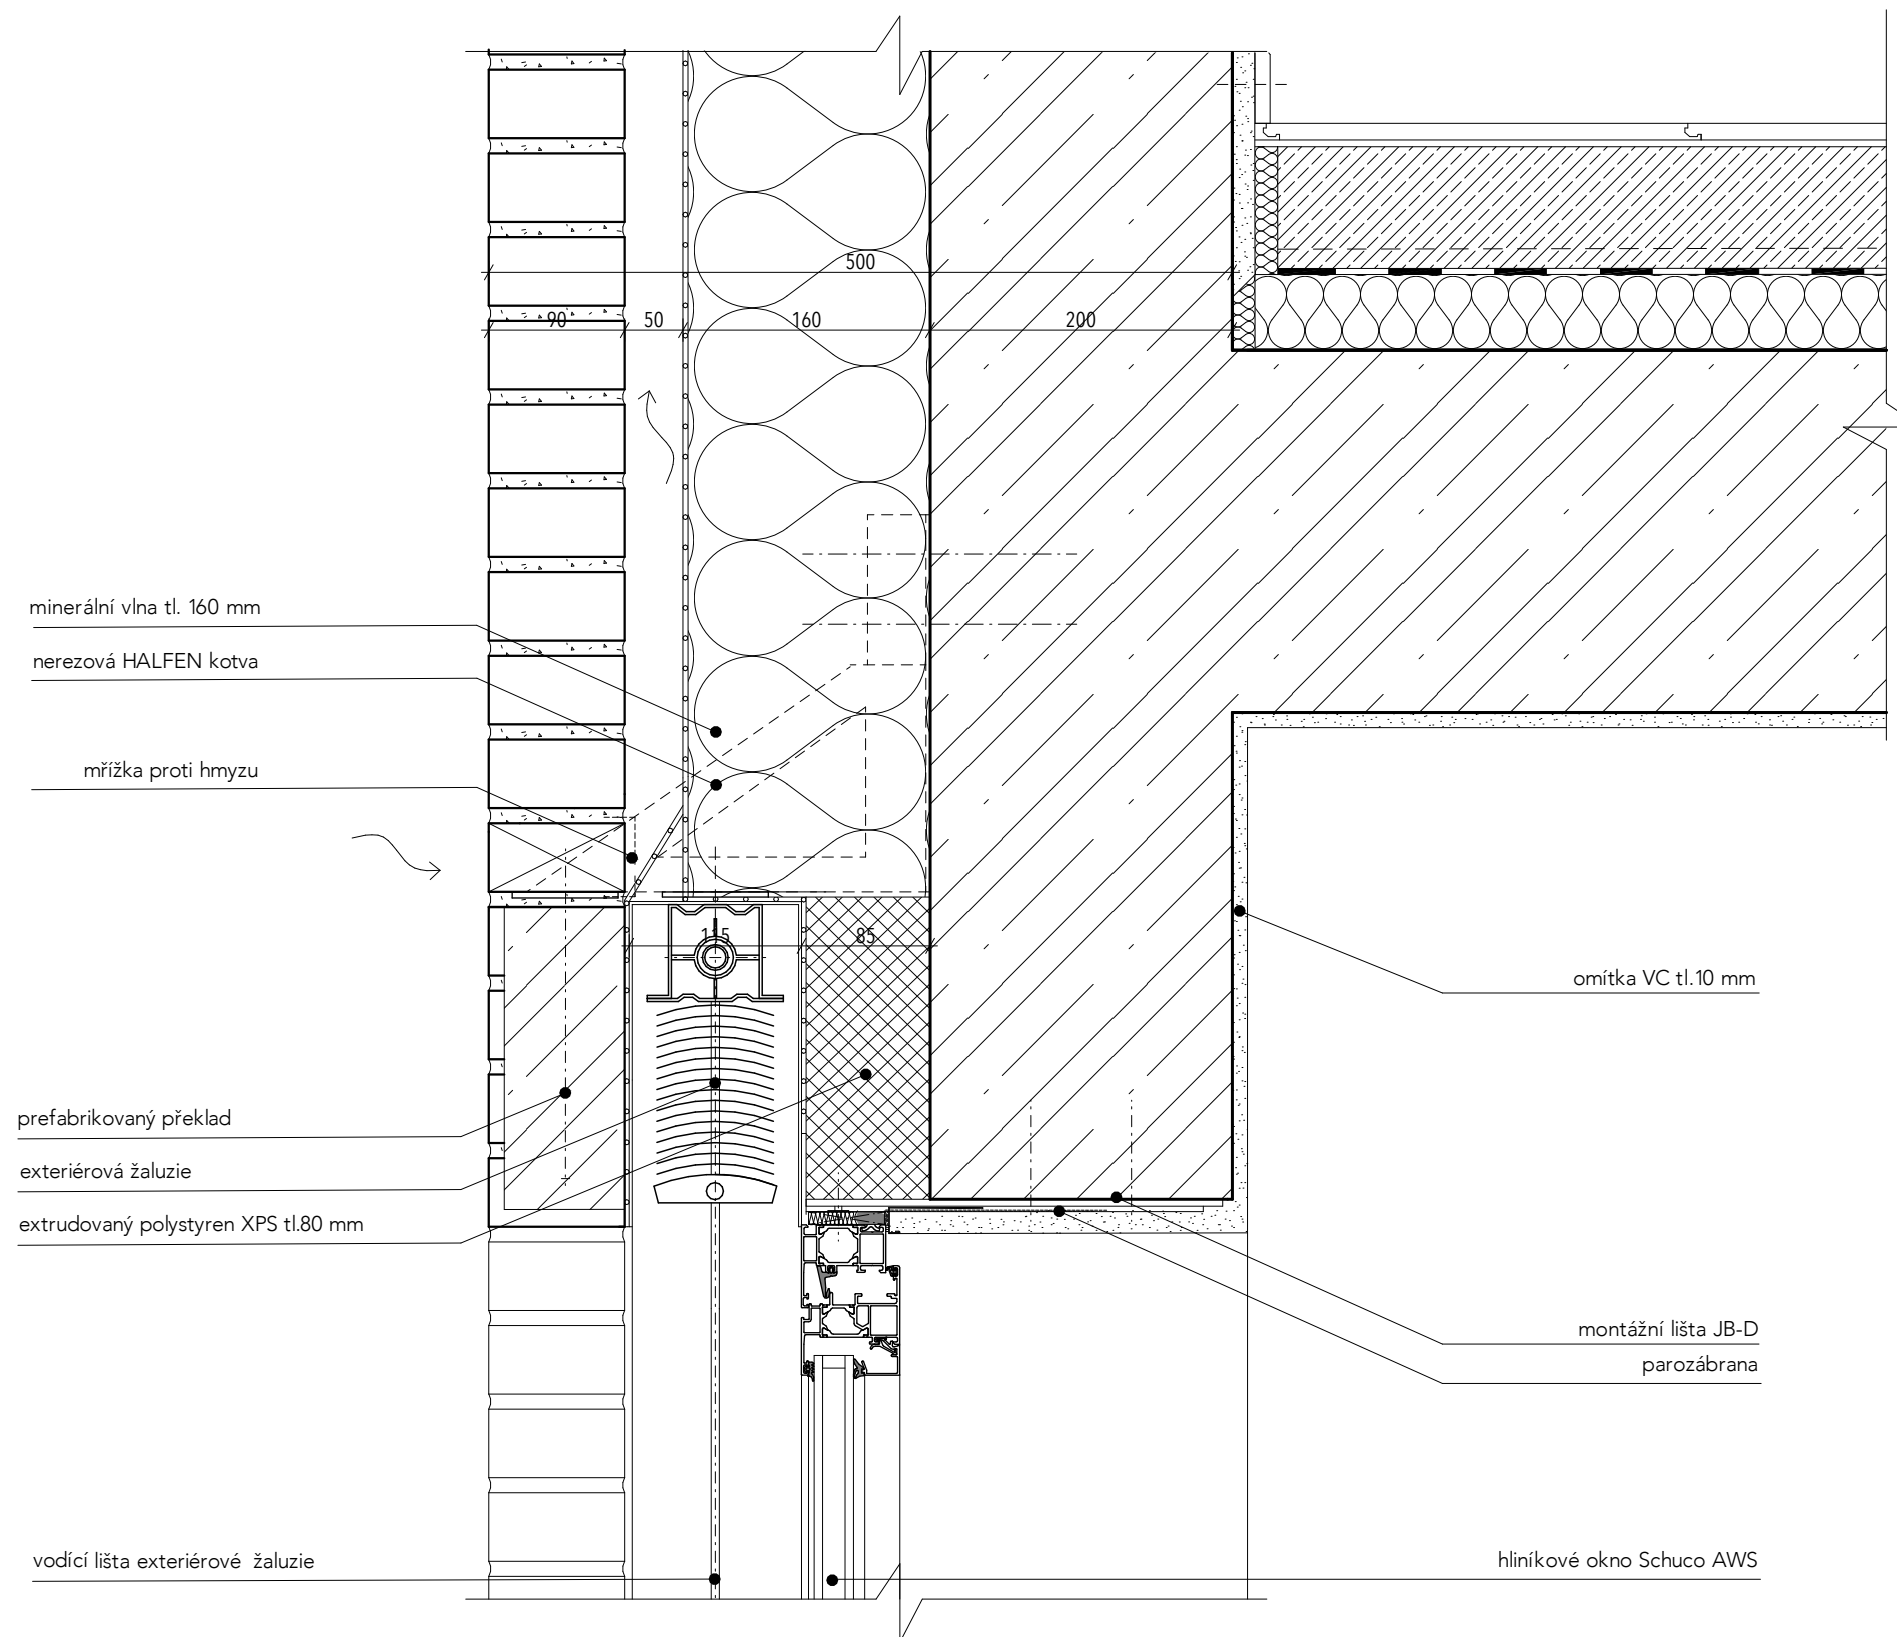 500
90 50 160 200
minerální vlna tl. 160 mm
nerezová HALFEN kotva
mřížka proti hmyzu
115 85
omítka VC tl.10 mm
prefabrikovaný překlad
exteriérová žaluzie
extrudovaný polystyren XPS tl.80 mm
montážní lišta JB-D
parozábrana
vodící lišta exteriérové žaluzie
hliníkové okno Schuco AWS